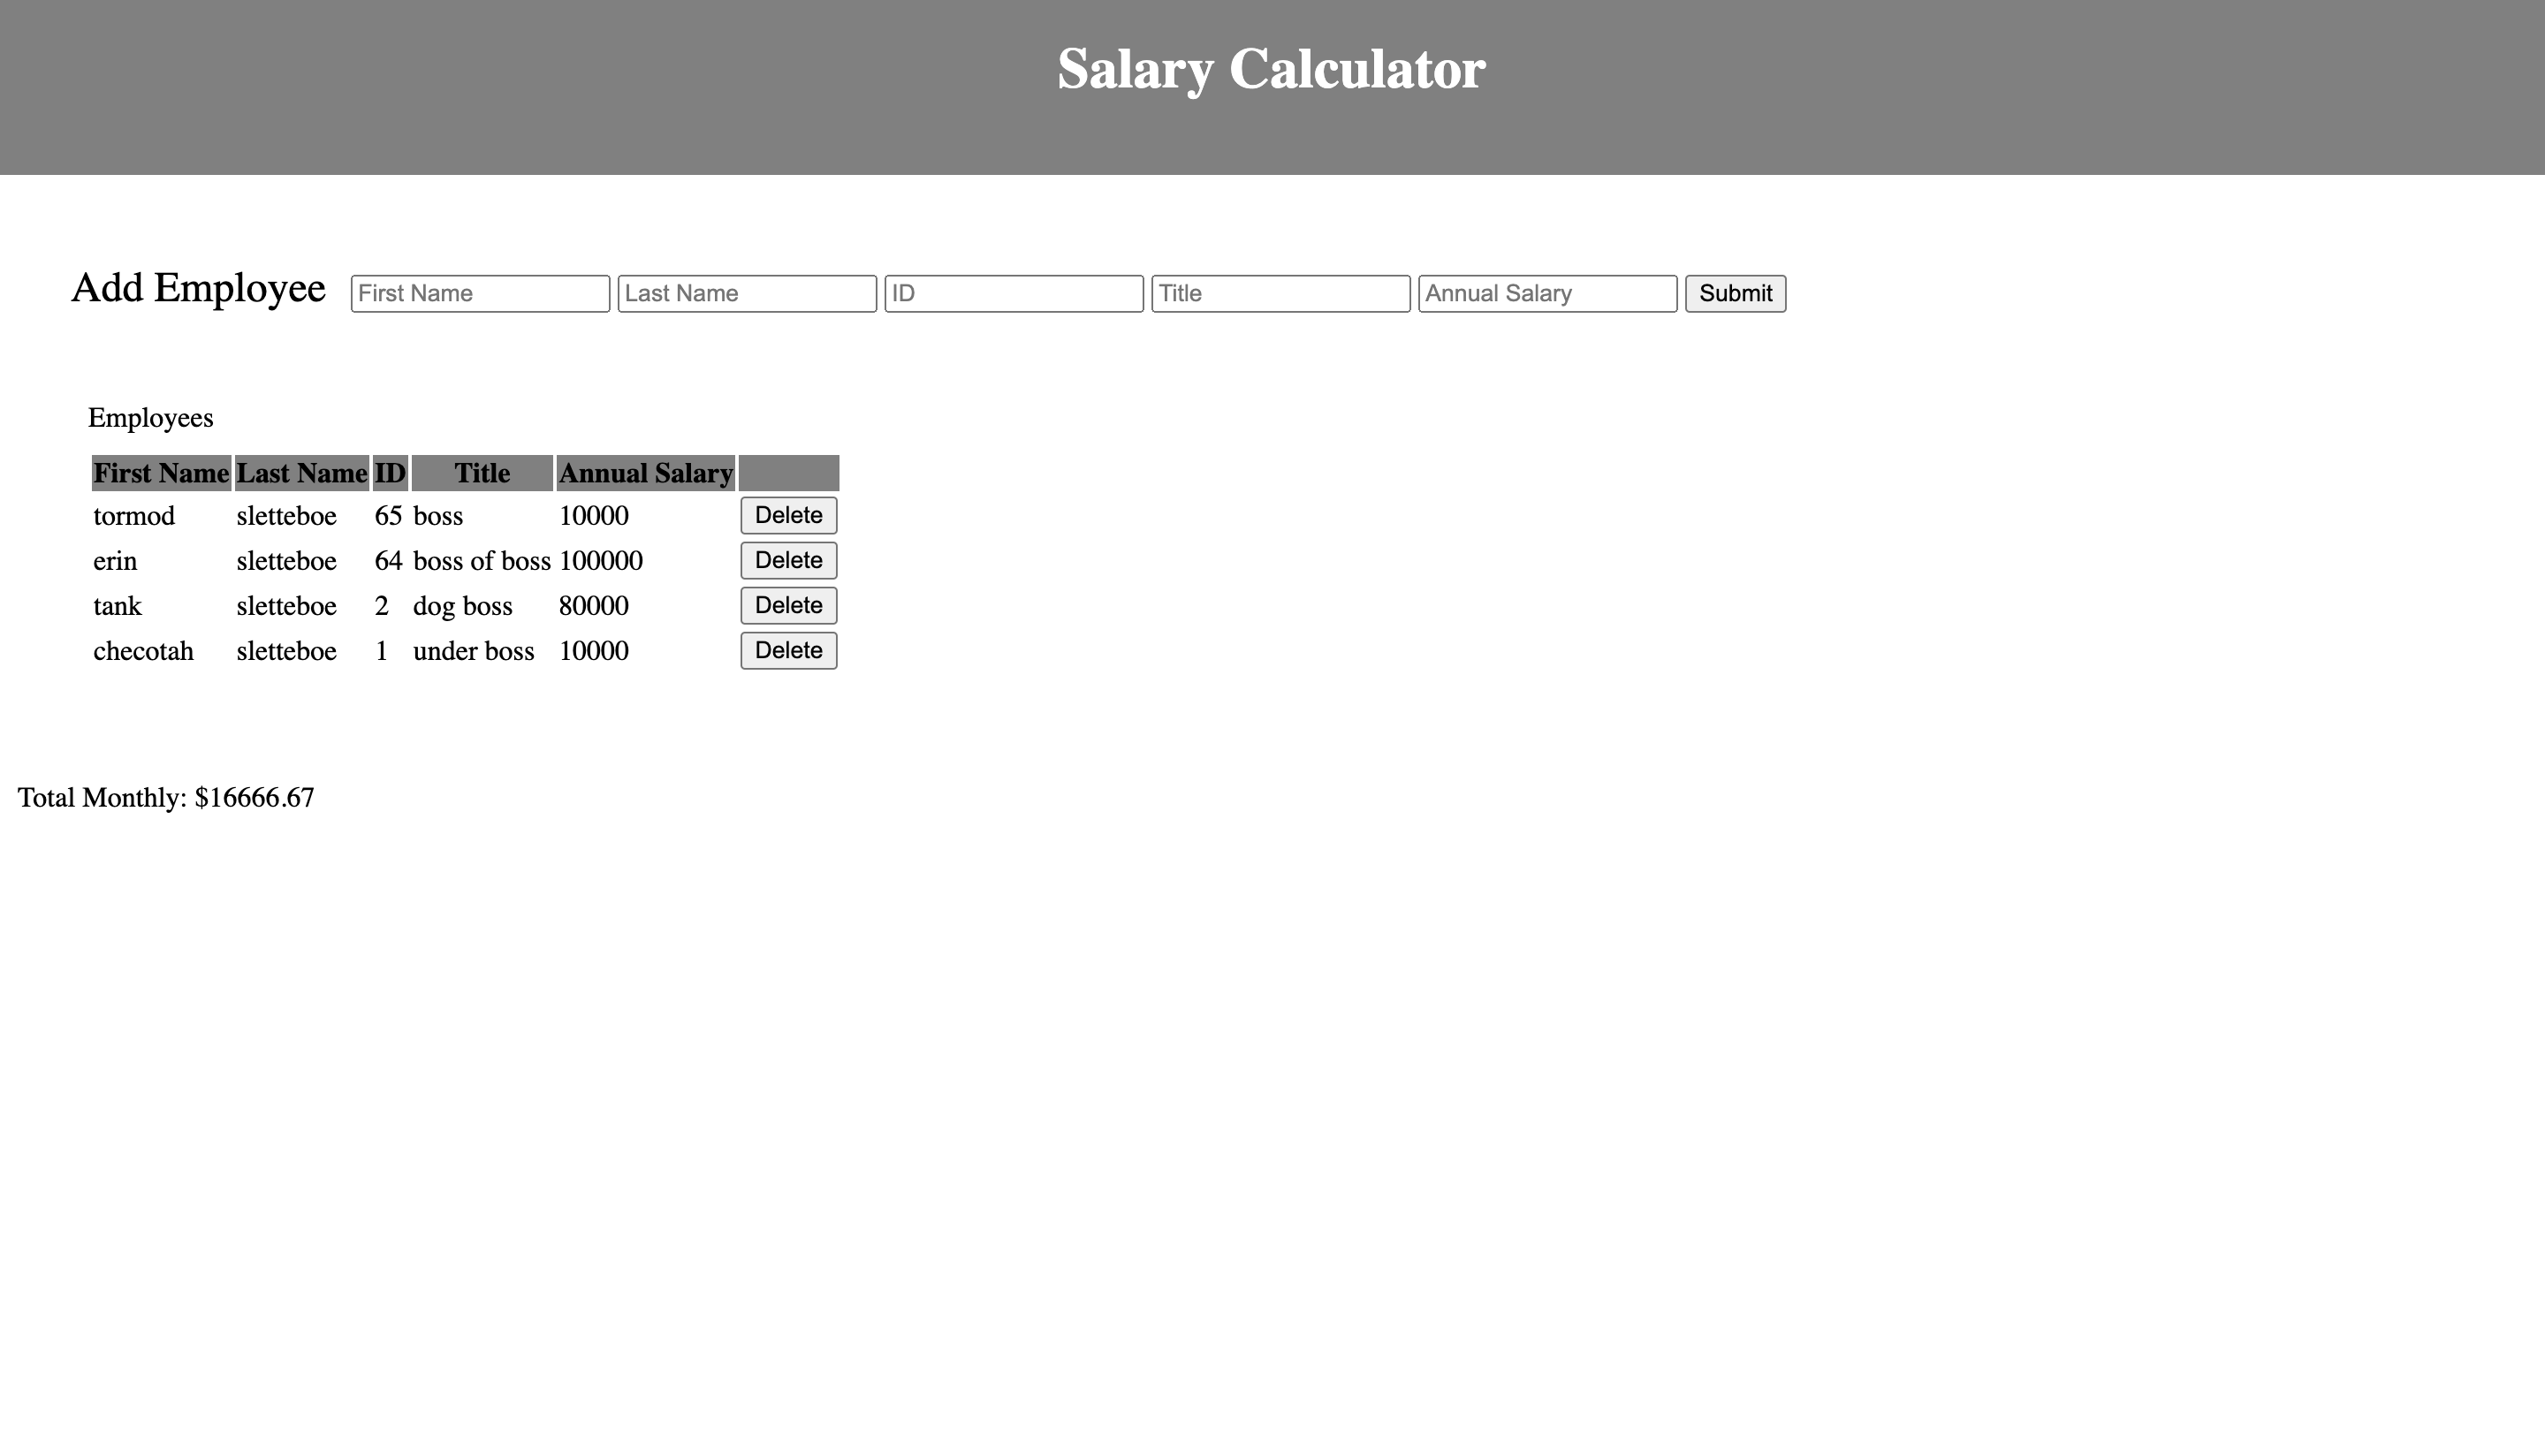 Salary Calculator
Add Employee First Name Last Name ID Title Annual Salary Submit
Employees
First Name Last Name ID Title Annual Salary
tormod sletteboe 65 boss 10000 Delete
erin sletteboe 64 boss of boss 100000 Delete
tank sletteboe 2 dog boss 80000 Delete
checotah sletteboe 1 under boss 10000 Delete
Total Monthly: $16666.67